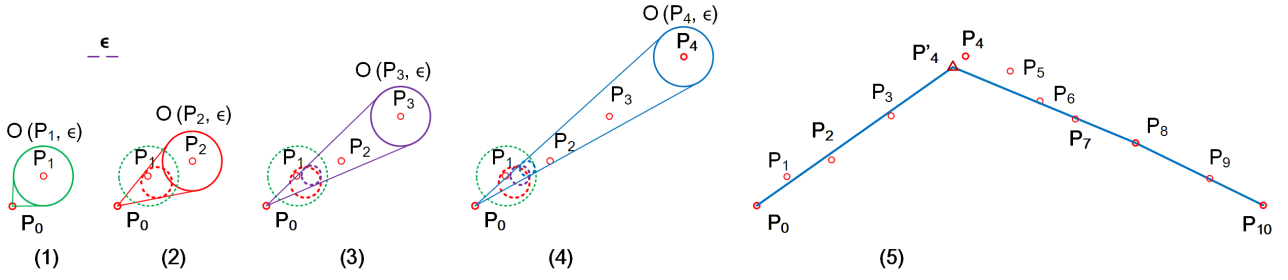 ϵ
O (P1, ϵ)
P1
P0
(1)
O (P2, ϵ)
P1
P2
P0
(2)
O (P3, ϵ)
P3
P1
P2
P0
(3)
O (P4, ϵ)
P4
P3
P1
P2
P0
(4)
P'4
P4
P5
P3
P6
P2
P7
P8
P1
P9
P0
P10
(5)